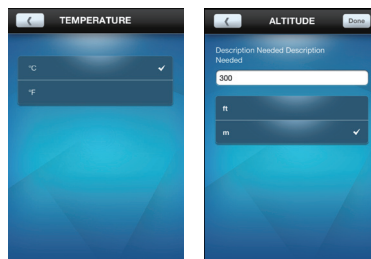 TEMPERATURE
°C
°F
ALTITUDE
Done
Description Needed Description
Needed
300
ft
m